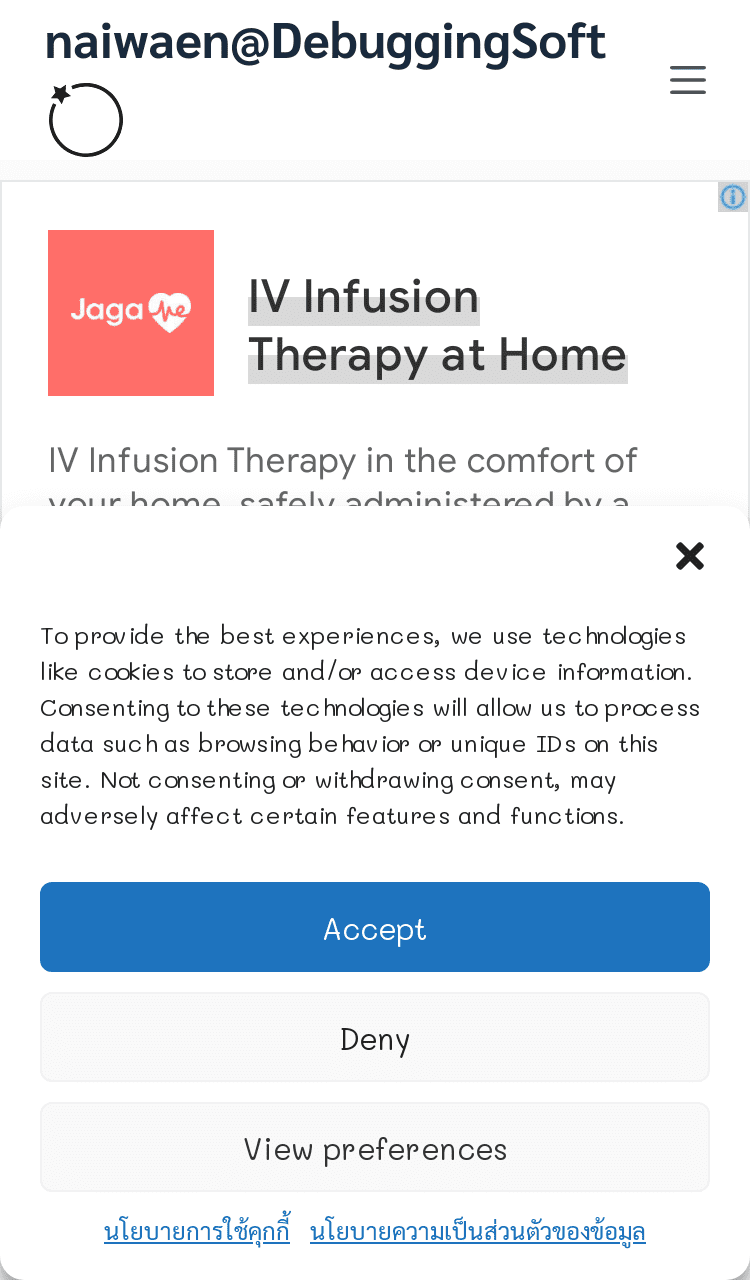 naiwaen@DebuggingSoft
Jaga me
IV Infusion
Therapy at Home
IV Infusion Therapy in the comfort of
your home, safely administered by a
To provide the best experiences, we use technologies
like cookies to store and/or access device information.
Consenting to these technologies will allow us to process
data such as browsing behavior or unique IDs on this
site. Not consenting or withdrawing consent, may
adversely affect certain features and functions.
Accept
Deny
View preferences
นโยบายการใช้คุกกี้ นโยบายความเป็นส่วนตัวของข้อมูล